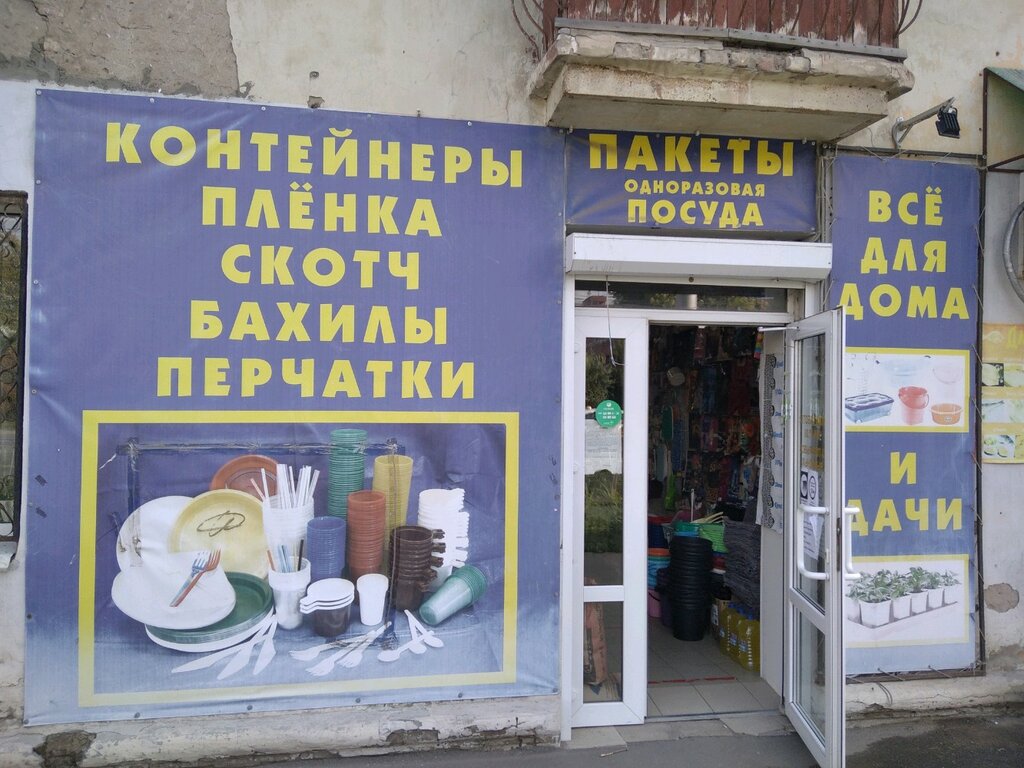 КОНТЕЙНЕРЫ
ПЛЁНКА
СКОТЧ
БАХИЛЫ
ПЕРЧАТКИ
ПАКЕТЫ
ОДНОРАЗОВАЯ
ПОСУДА
ВСЁ
ДЛЯ
ДОМА
И
ДАЧИ